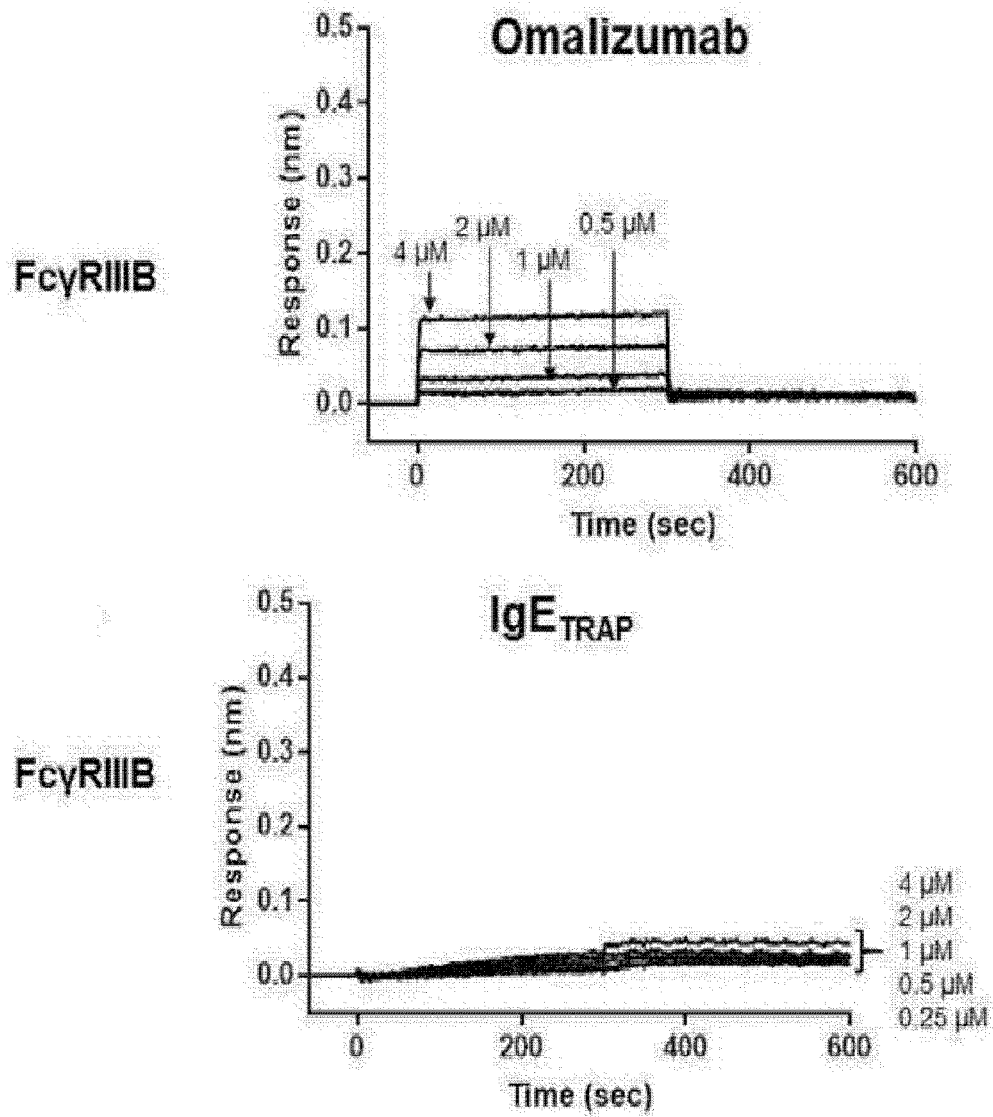 Omalizumab
FcγRIIIB
Response (nm)
0.5
0.4
0.3
0.2
0.1
0.0
4 µM
2 µM
1 µM
0.5 µM
0
200
400
600
Time (sec)
IgE TRAP
FcγRIIIB
Response (nm)
0.5
0.4
0.3
0.2
0.1
0.0
4 µM
2 µM
1 µM
0.5 µM
0.25 µM
0
200
400
600
Time (sec)